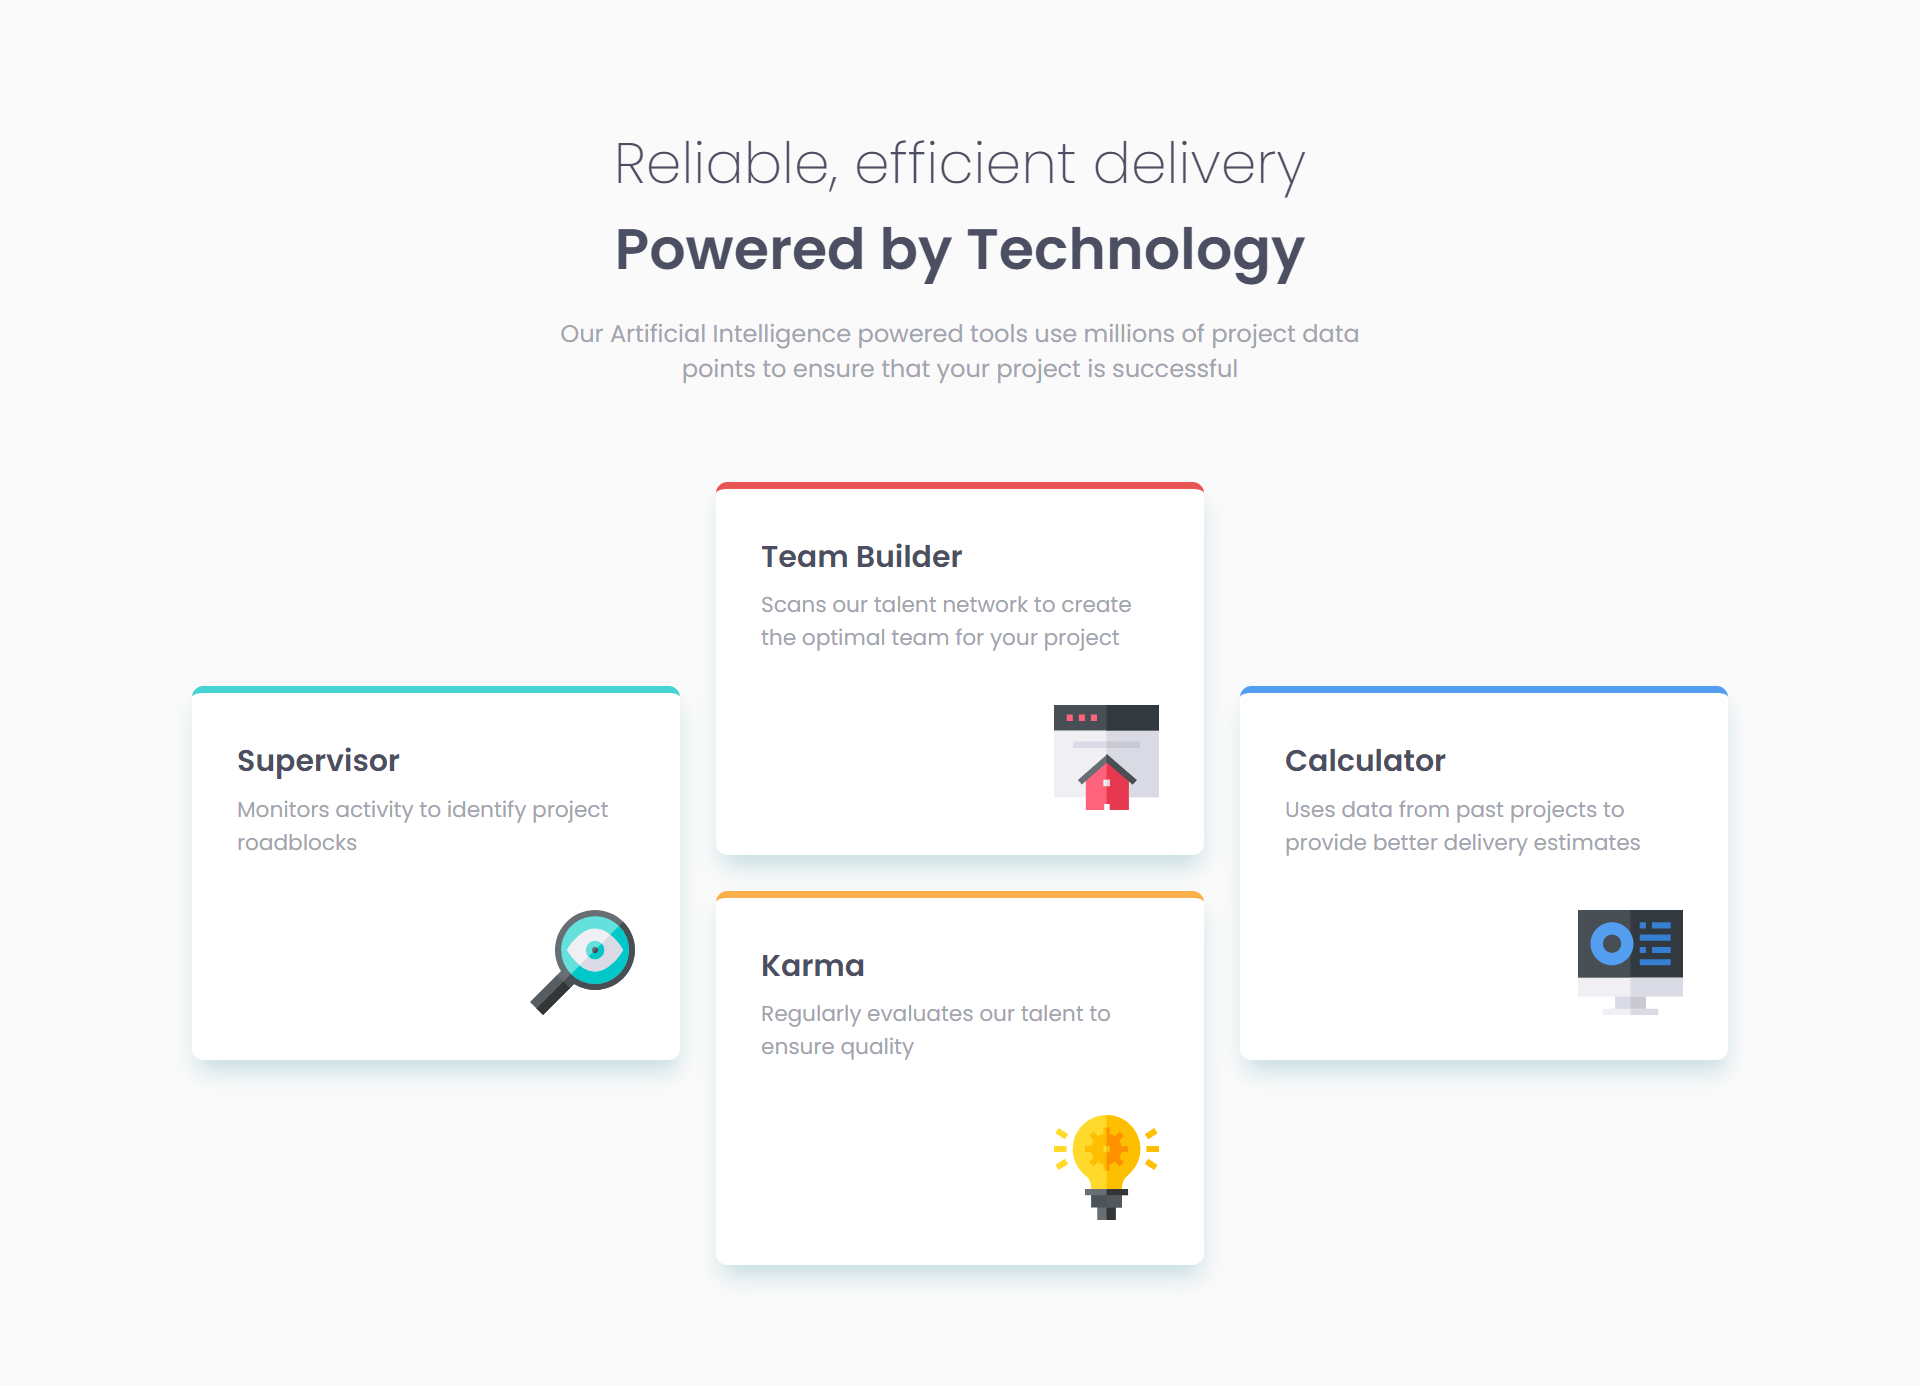 Reliable, efficient delivery
Powered by Technology
Our Artificial Intelligence powered tools use millions of project data
points to ensure that your project is successful
Supervisor
Monitors activity to identify project
roadblocks
Team Builder
Scans our talent network to create
the optimal team for your project
Karma
Regularly evaluates our talent to
ensure quality
Calculator
Uses data from past projects to
provide better delivery estimates